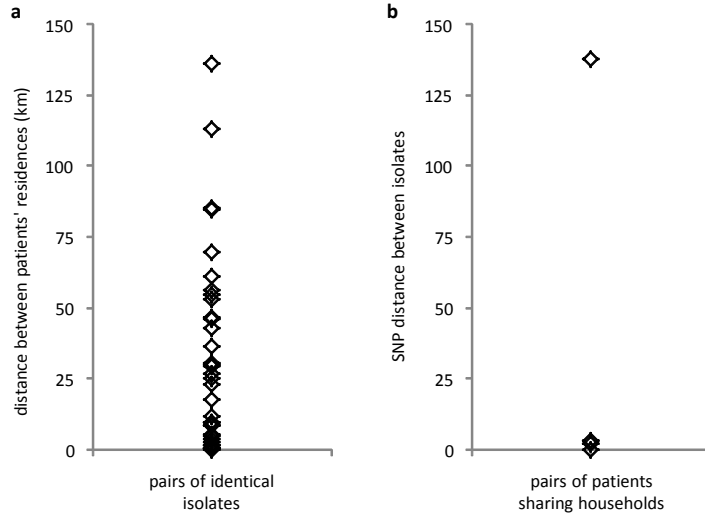 a
distance between patients' residences (km)
150
125
100
75
50
25
0
pairs of identical
isolates
b
SNP distance between isolates
150
125
100
75
50
25
0
pairs of patients
sharing households